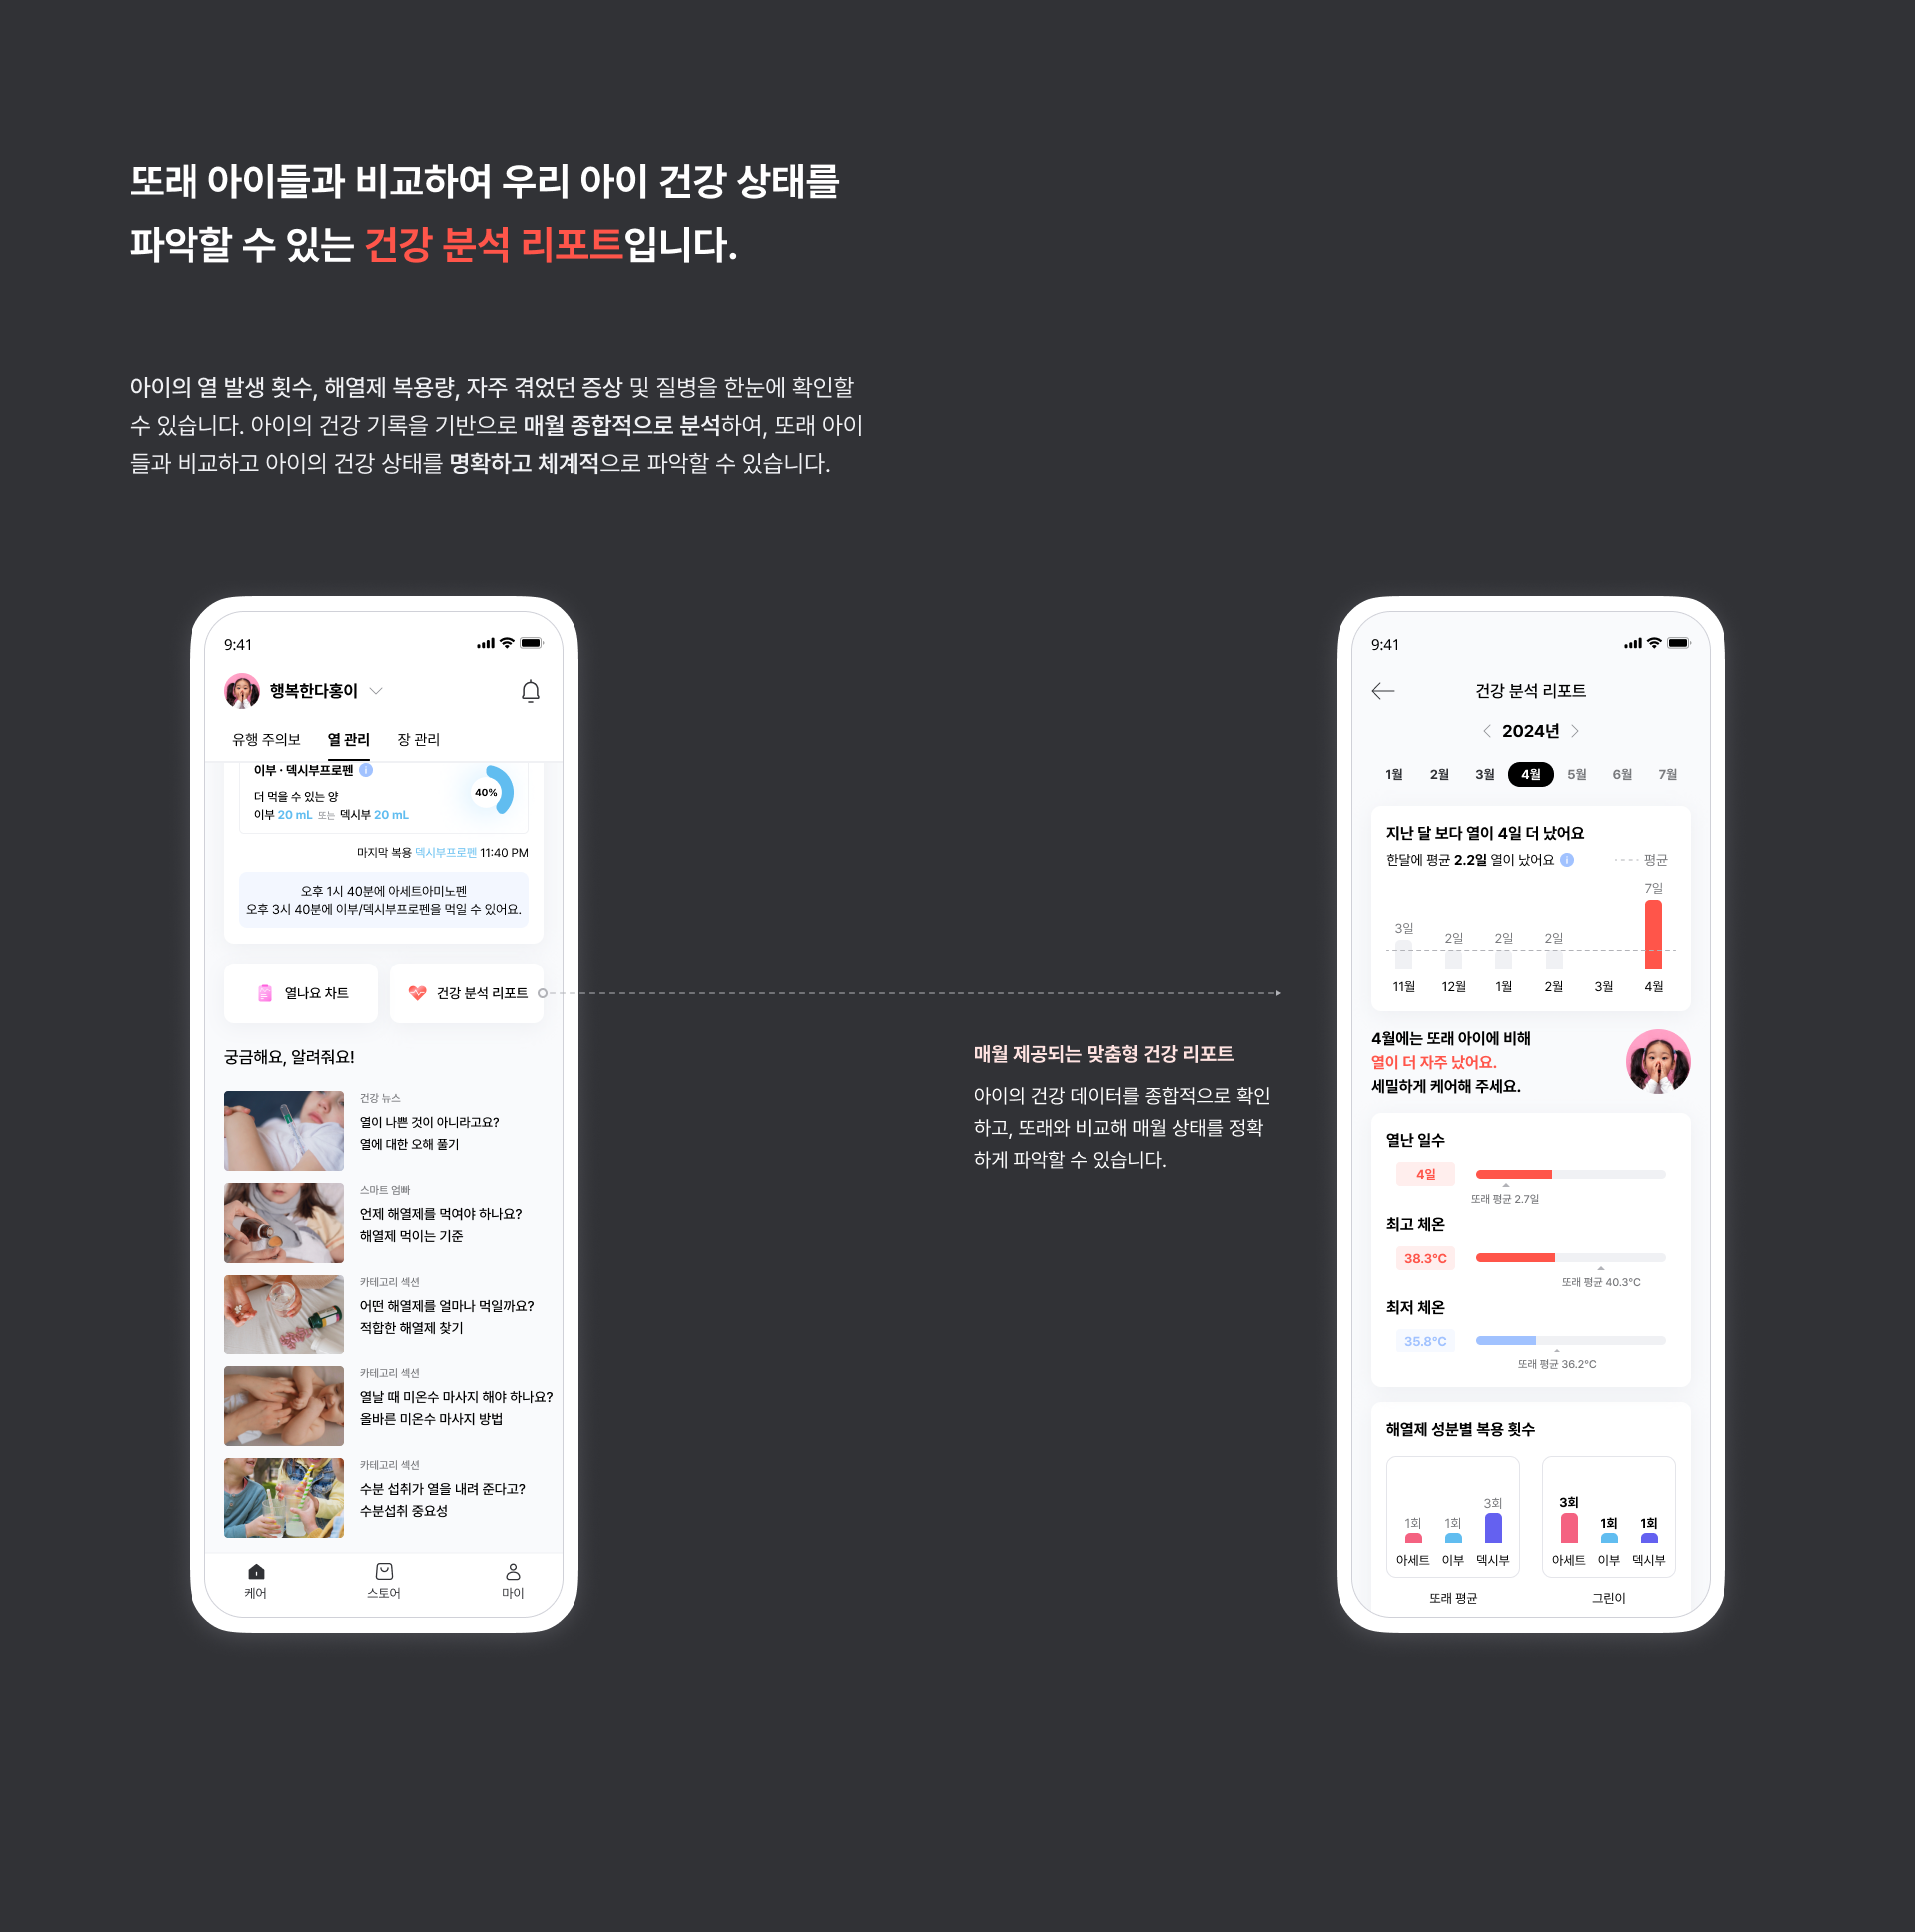 또래 아이들과 비교하여 우리 아이 건강 상태를
파악할 수 있는 건강 분석 리포트입니다.
아이의 열 발생 횟수, 해열제 복용량, 자주 겪었던 증상 및 질병을 한눈에 확인할
수 있습니다. 아이의 건강 기록을 기반으로 매월 종합적으로 분석하여, 또래 아이
들과 비교하고 아이의 건강 상태를 명확하고 체계적으로 파악할 수 있습니다.
9:41
행복한다홍이
유행 주의보 열 관리 장 관리
이부 · 덱시부프로펜
더 먹을 수 있는 양
이부 20 mL 또는 덱시부 20 mL
40%
마지막 복용 덱시부프로펜 11:40 PM
오후 1시 40분에 아세트아미노펜
오후 3시 40분에 이부/덱시부프로펜을 먹일 수 있어요.
열나요 차트
건강 분석 리포트
궁금해요, 알려줘요!
건강 뉴스
열이 나쁜 것이 아니라고요?
열에 대한 오해 풀기
스마트 엄빠
언제 해열제를 먹여야 하나요?
해열제 먹이는 기준
카테고리 섹션
어떤 해열제를 얼마나 먹일까요?
적합한 해열제 찾기
카테고리 섹션
열날 때 미온수 마사지 해야 하나요?
올바른 미온수 마사지 방법
카테고리 섹션
수분 섭취가 열을 내려 준다고?
수분섭취 중요성
케어 스토어 마이
매월 제공되는 맞춤형 건강 리포트
아이의 건강 데이터를 종합적으로 확인
하고, 또래와 비교해 매월 상태를 정확
하게 파악할 수 있습니다.
9:41
건강 분석 리포트
2024년
1월 2월 3월 4월 5월 6월 7월
지난 달 보다 열이 4일 더 났어요
한달에 평균 2.2일 열이 났어요
평균
3일 2일 2일 2일 7일
11월 12월 1월 2월 3월 4월
4월에는 또래 아이에 비해
열이 더 자주 났어요.
세밀하게 케어해 주세요.
열난 일수
4일
또래 평균 2.7일
최고 체온
38.3°C
또래 평균 40.3°C
최저 체온
35.8°C
또래 평균 36.2°C
해열제 성분별 복용 횟수
1회 1회 3회
아세트 이부 덱시부
또래 평균
3회 1회 1회
아세트 이부 덱시부
그린이